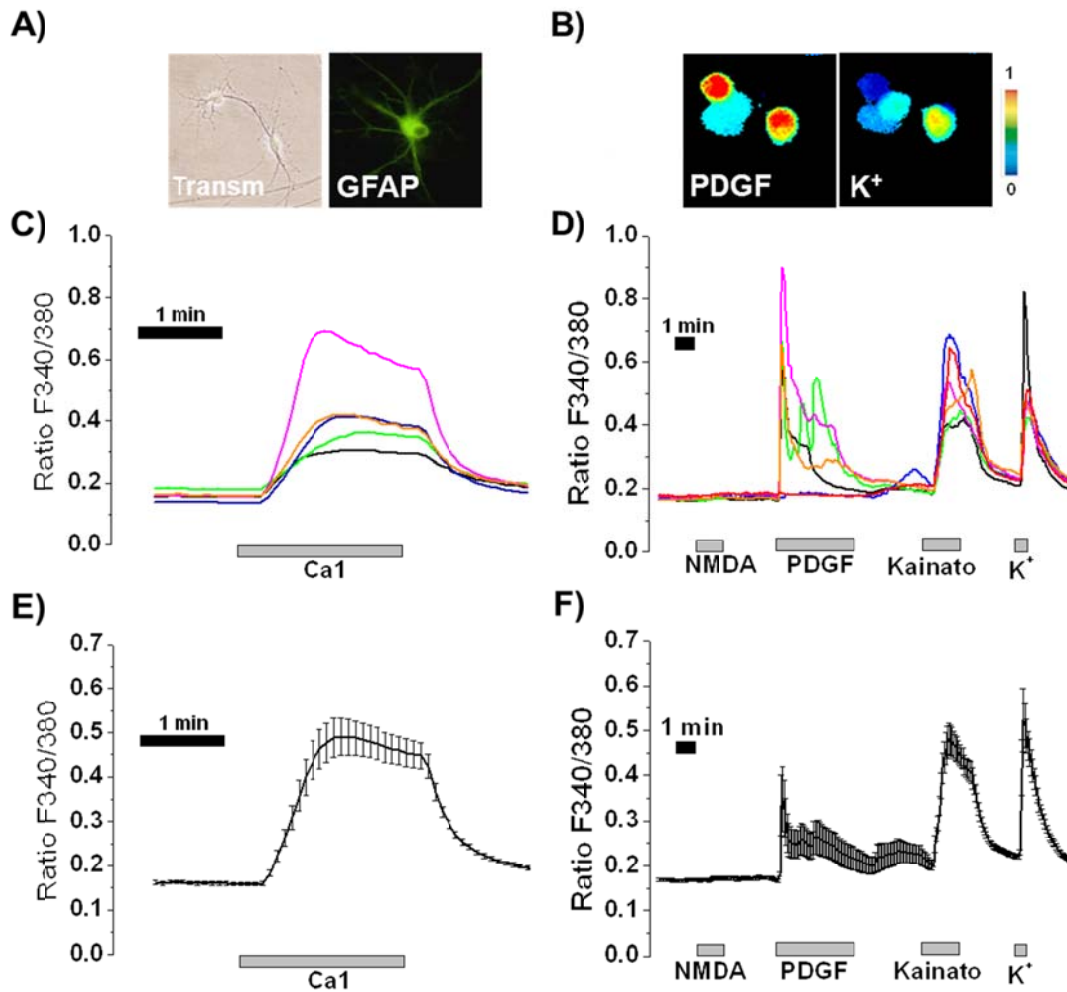 A)
B)
Transm
GFAP
PDGF
K+
1
0
C)
D)
Ratio F340/380
1.0
0.8
0.6
0.4
0.2
0.0
1 min
Ca1
Ratio F340/380
1.0
0.8
0.6
0.4
0.2
0.0
1 min
NMDA
PDGF
Kainato
K+
E)
F)
Ratio F340/380
0.7
0.6
0.5
0.4
0.3
0.2
0.1
0.0
1 min
Ca1
Ratio F340/380
0.7
0.6
0.5
0.4
0.3
0.2
0.1
0.0
1 min
NMDA
PDGF
Kainato
K+